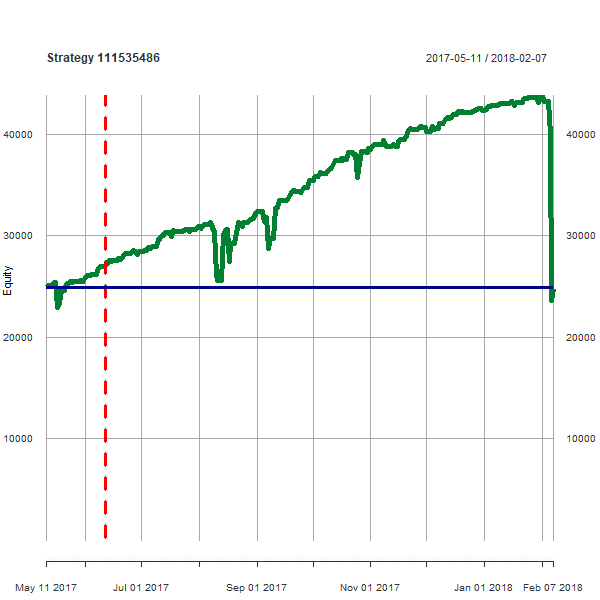 Strategy 111535486 2017-05-11 / 2018-02-07
40000 40000
30000 30000
Equity
20000 20000
10000 10000
May 11 2017 Jul 01 2017 Sep 01 2017 Nov 01 2017 Jan 01 2018 Feb 07 2018